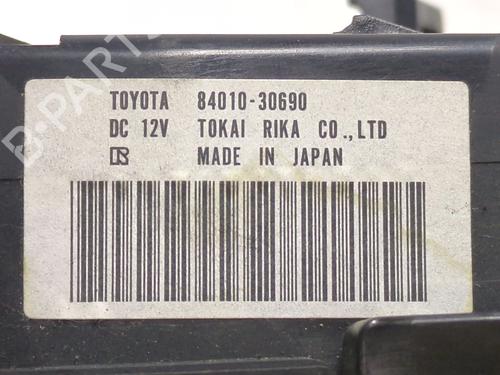 TOYOTA 84010-30690
DC 12V TOKAI RIKA CO.,LTD
R MADE IN JAPAN
B-PARTS